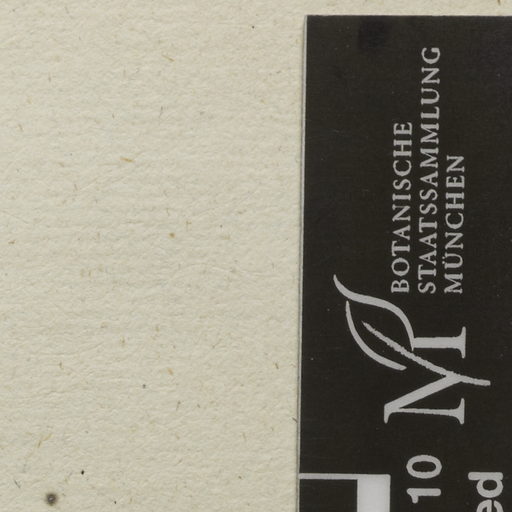 BOTANISCHE
STAATSSAMMLUNG
MÜNCHEN
M
10
ed